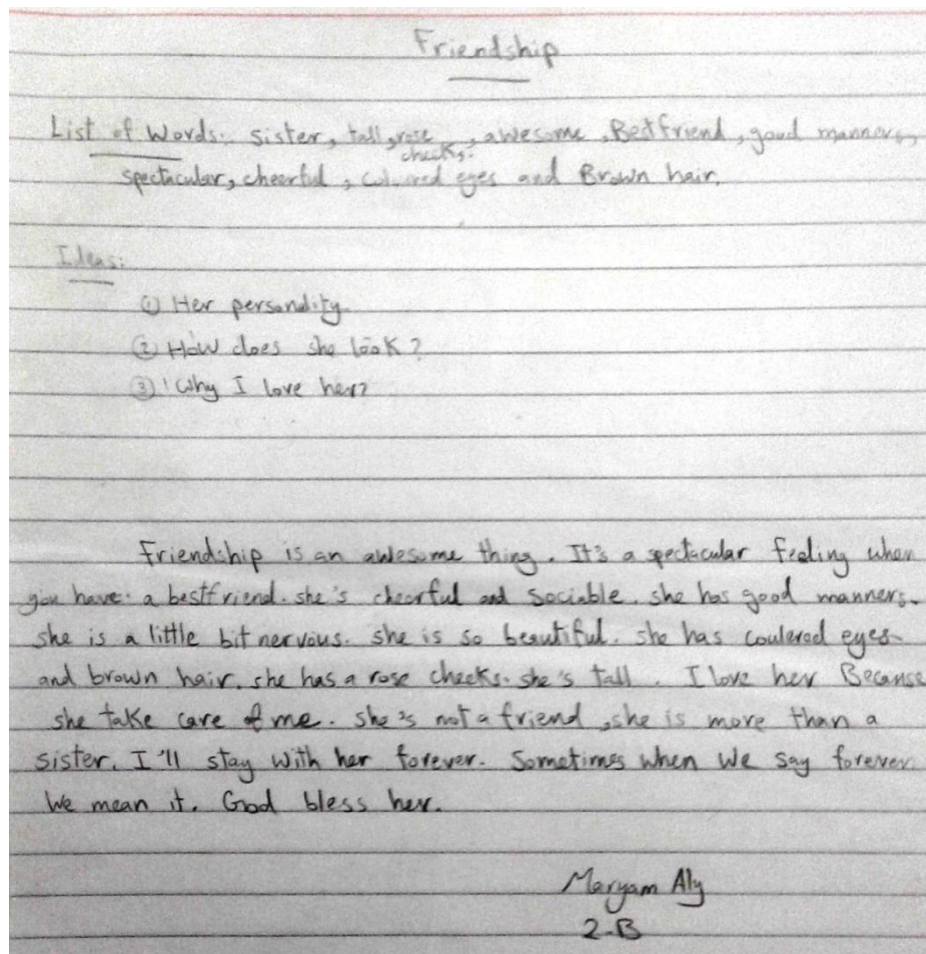 Friendship
List of Words: sister, tall, rose cheeks, awesome, Bestfriend, good manners,
spectacular, cheerful, colured eyes and Brown hair.
Ideas:
① Her personality.
② How does she look?
③ Why I love her?
Friendship is an awesome thing. It's a spectacular feeling when
you have a bestfriend. she's cheerful and sociable. she has good manners.
she is a little bit nervous. she is so beautiful. she has coulered eyes
and brown hair. she has a rose cheeks. she's tall. I love her Because
she take care of me. she's not a friend, she is more than a
sister. I'll stay with her forever. Sometimes when we say forever
We mean it. God bless her.
Maryam Aly
2-B